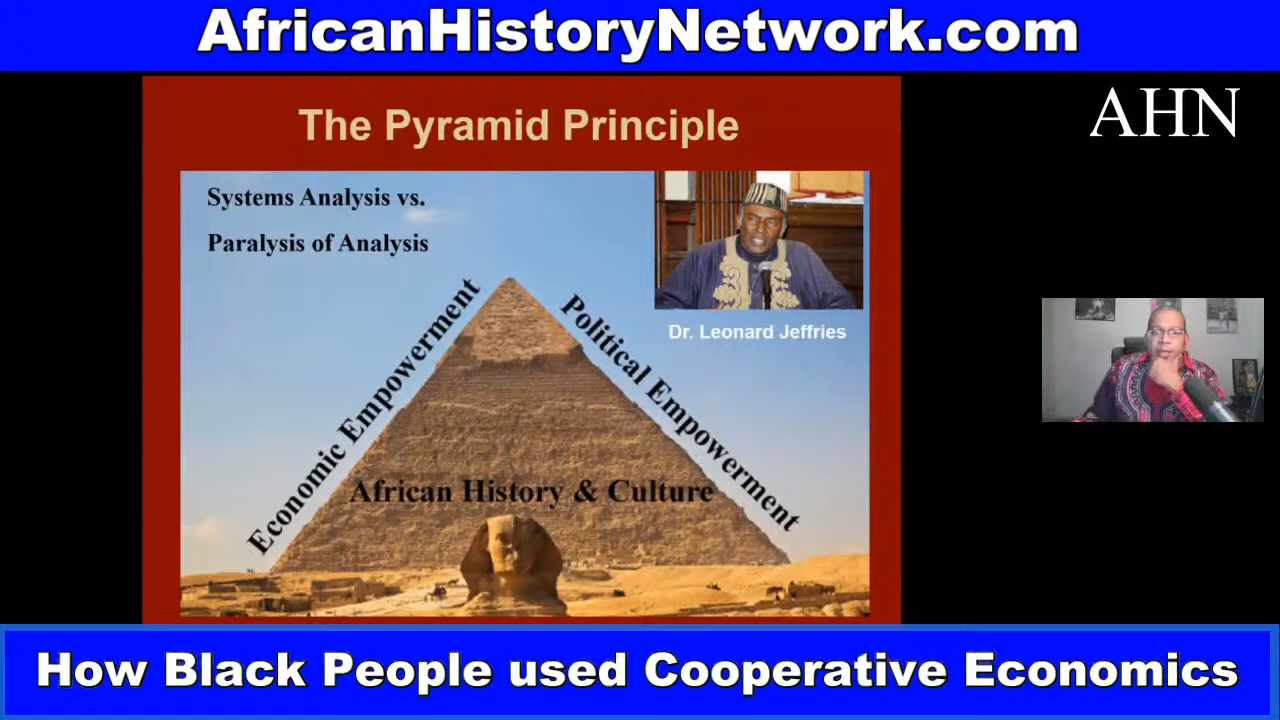 AfricanHistoryNetwork.com
AHN
The Pyramid Principle
Systems Analysis vs.
Paralysis of Analysis
Dr. Leonard Jeffries
Economic Empowerment
Political Empowerment
African History & Culture
How Black People used Cooperative Economics